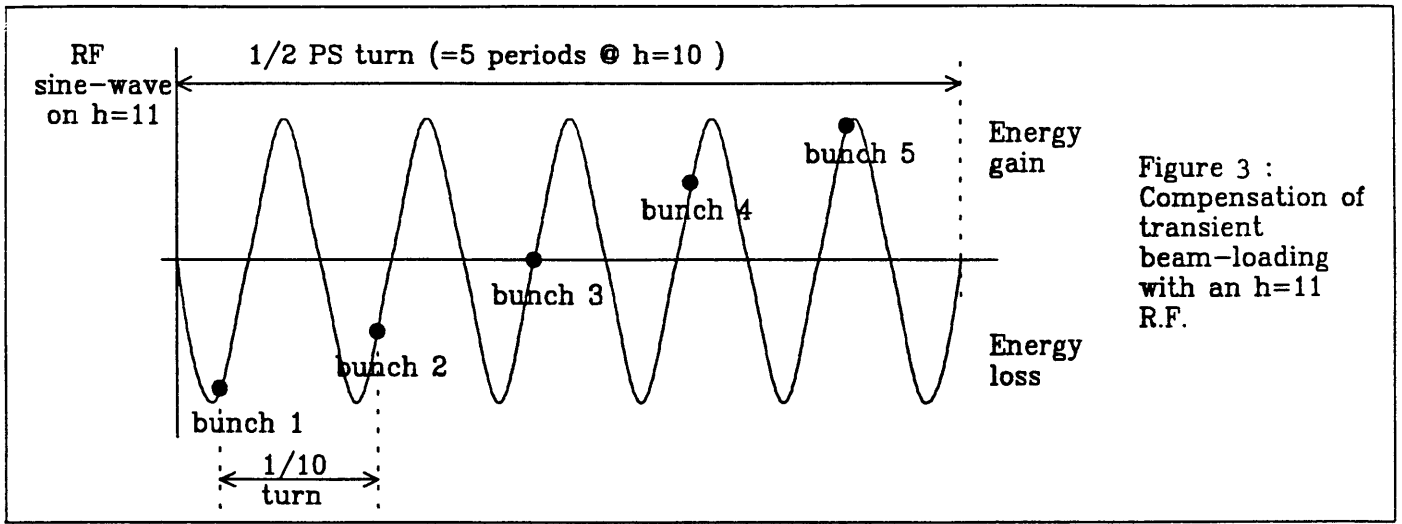 RF
sine-wave
on h=11
1/2 PS turn (=5 periods @ h=10 )
Energy
gain
bunch 5
bunch 4
bunch 3
bunch 2
bunch 1
Energy
loss
1/10
turn
Figure 3 :
Compensation of
transient
beam-loading
with an h=11
R.F.